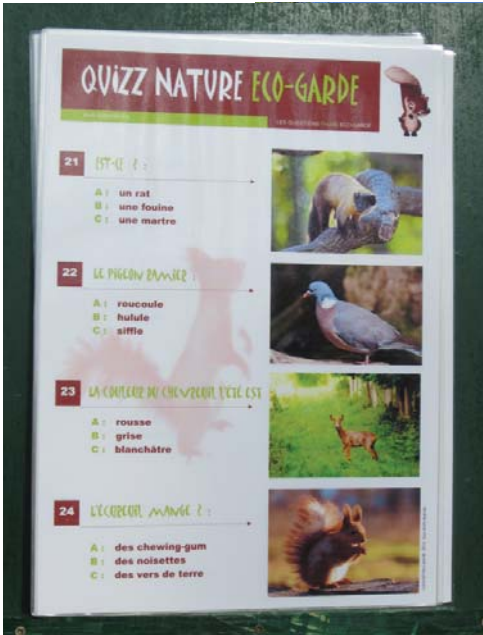 QUIZZ NATURE ECO-GARDE
21 EST-CE ? :
A : un rat
B : une fouine
C : une martre
22 LE PIGEON RAMIER :
A : roucoule
B : hulule
C : siffle
23 LA COULEUR DU CHEVREUIL L'ÉTÉ EST
A : rousse
B : grise
C : blanchâtre
24 L'ÉCUREUIL MANGE ? :
A : des chewing-gum
B : des noisettes
C : des vers de terre